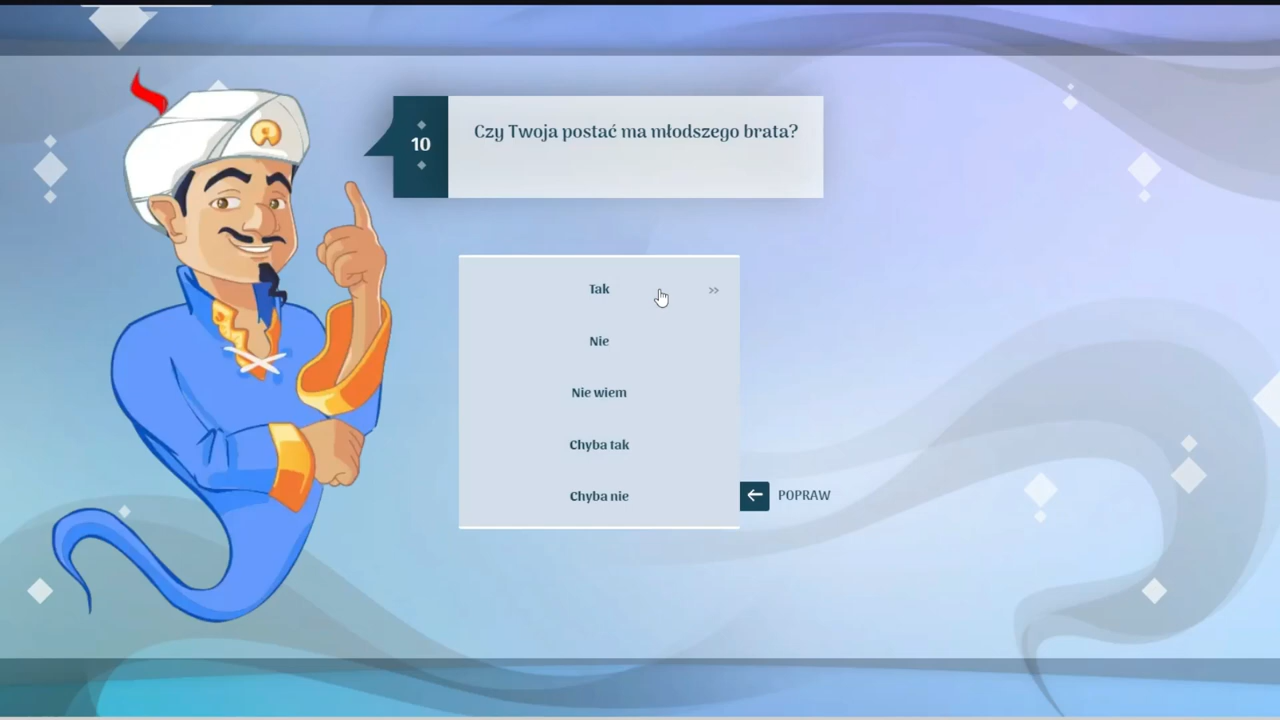 10
Czy Twoja postać ma młodszego brata?
Tak
Nie
Nie wiem
Chyba tak
Chyba nie
POPRAW